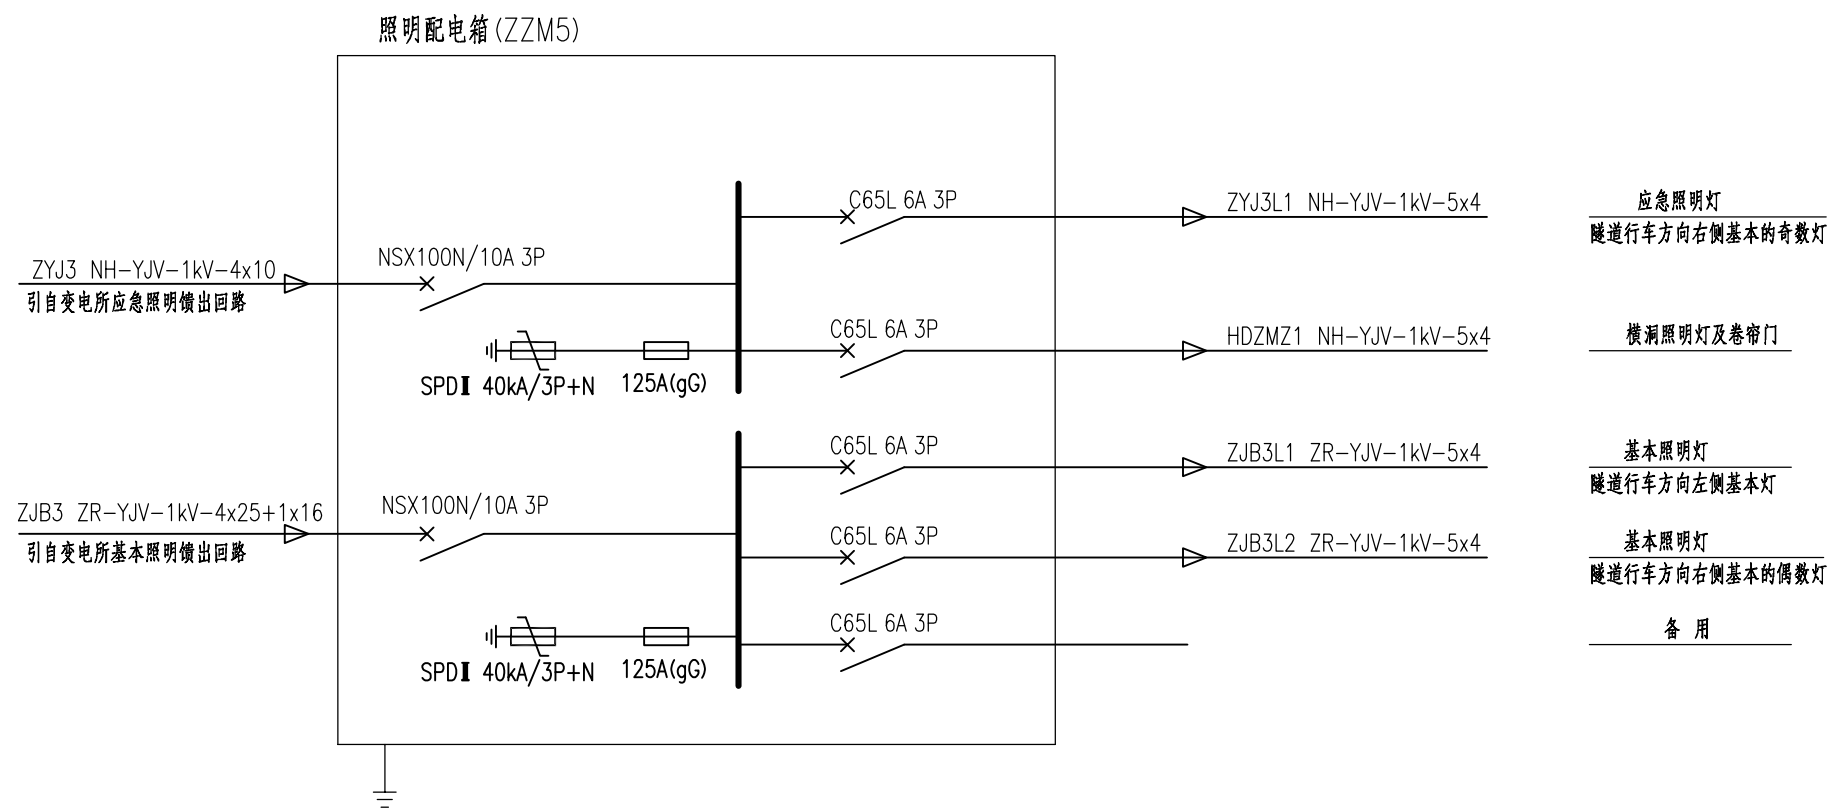 照明配电箱(ZZM5)
C65L 6A 3P
ZYJ3L1 NH-YJV-1kV-5x4
应急照明灯
隧道行车方向右侧基本的奇数灯
ZYJ3 NH-YJV-1kV-4x10
引自变电所应急照明馈出回路
NSX100N/10A 3P
C65L 6A 3P
HDZMZ1 NH-YJV-1kV-5x4
横洞照明灯及卷帘门
SPDⅡ 40kA/3P+N
125A(gG)
C65L 6A 3P
ZJB3L1 ZR-YJV-1kV-5x4
基本照明灯
隧道行车方向左侧基本灯
ZJB3 ZR-YJV-1kV-4x25+1x16
引自变电所基本照明馈出回路
NSX100N/10A 3P
C65L 6A 3P
ZJB3L2 ZR-YJV-1kV-5x4
基本照明灯
隧道行车方向右侧基本的偶数灯
C65L 6A 3P
备 用
SPDⅡ 40kA/3P+N
125A(gG)